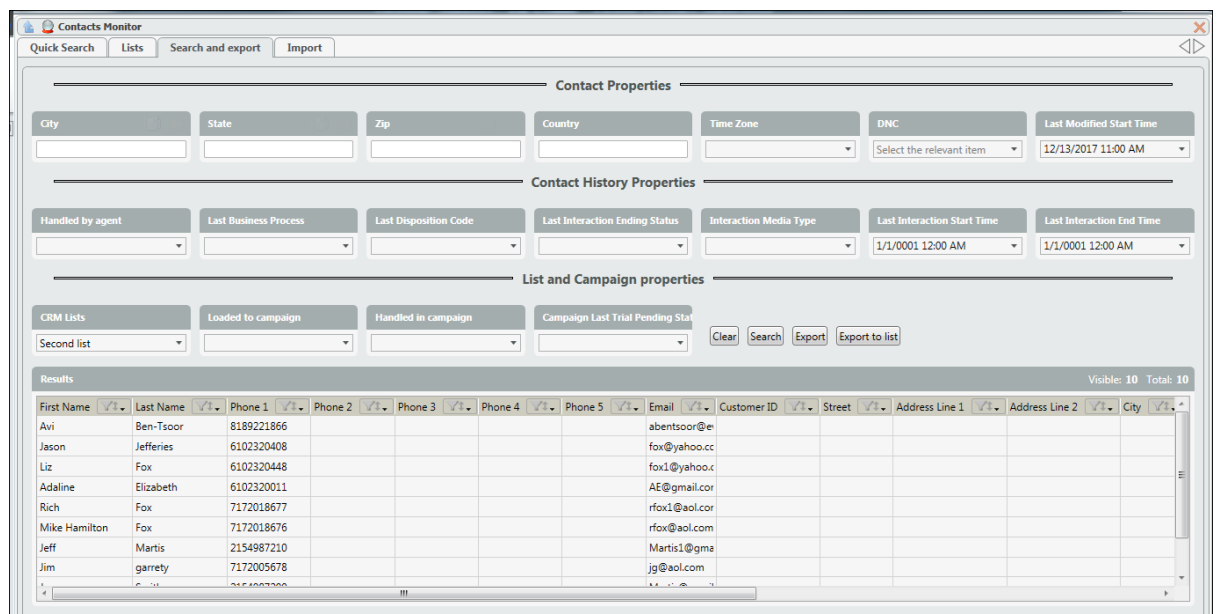 Contacts Monitor
Quick Search Lists Search and export Import
Contact Properties
City State Zip Country Time Zone DNC Last Modified Start Time
Select the relevant item 12/13/2017 11:00 AM
Contact History Properties
Handled by agent Last Business Process Last Disposition Code Last Interaction Ending Status Interaction Media Type Last Interaction Start Time Last Interaction End Time
1/1/0001 12:00 AM 1/1/0001 12:00 AM
List and Campaign properties
CRM Lists Loaded to campaign Handled in campaign Campaign Last Trial Pending Stat
Second list Clear Search Export Export to list
Results Visible: 10 Total: 10
First Name Last Name Phone 1 Phone 2 Phone 3 Phone 4 Phone 5 Email Customer ID Street Address Line 1 Address Line 2 City
Avi Ben-Tsoor 8189221866 abentsoor@e
Jason Jefferies 6102320408 fox@yahoo.cc
Liz Fox 6102320448 fox1@yahoo.c
Adaline Elizabeth 6102320011 AE@gmail.cor
Rich Fox 7172018677 rfox1@aol.cor
Mike Hamilton Fox 7172018676 rfox@aol.com
Jeff Martis 2154987210 Martis1@gma
Jim garrety 7172005678 jg@aol.com